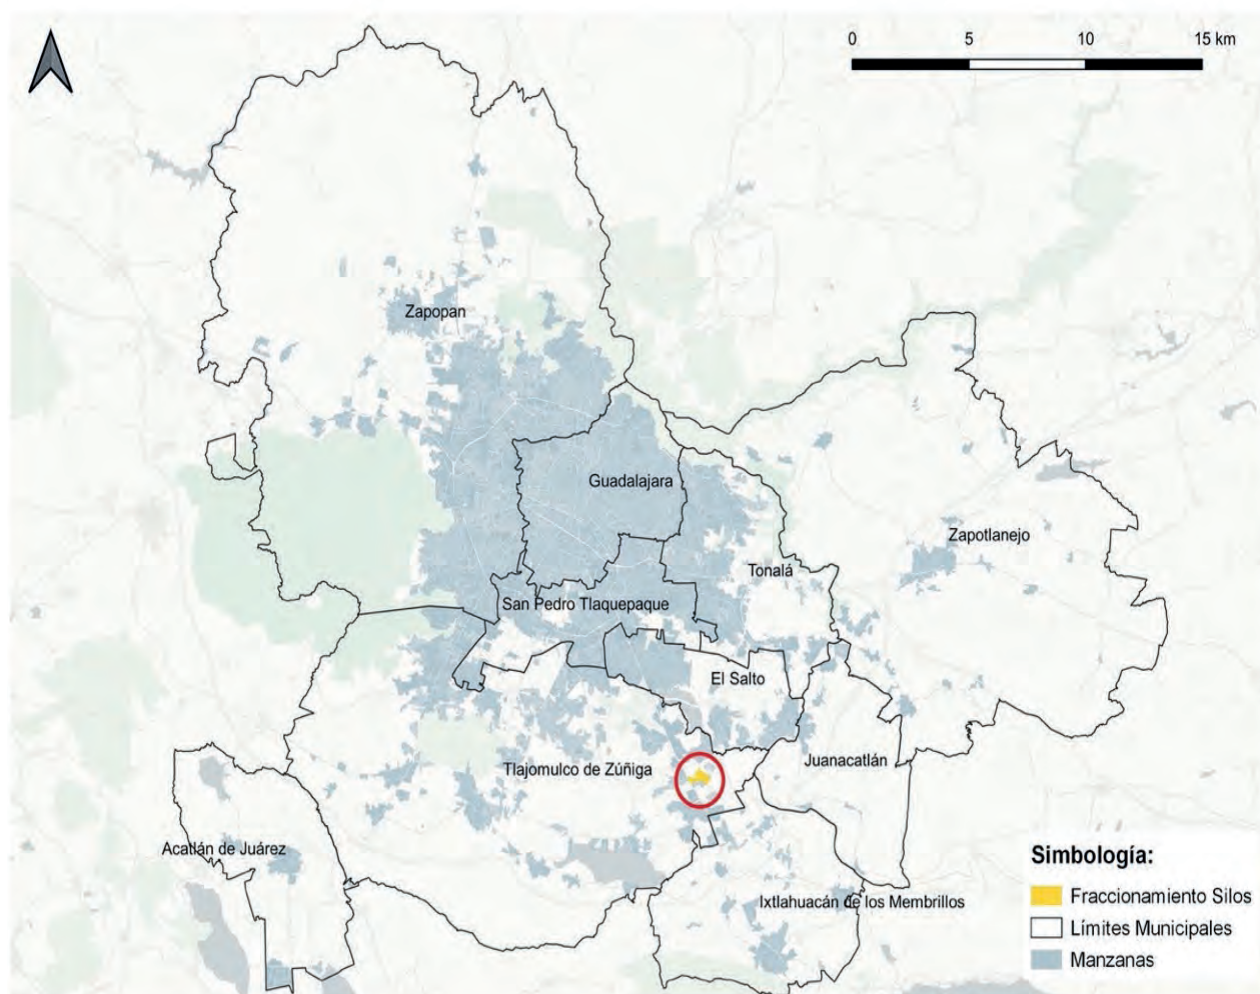 0 5 10 15 km
Zapopan
Guadalajara
Zapotlanejo
Tonalá
San Pedro Tlaquepaque
El Salto
Juanacatlán
Tlajomulco de Zúñiga
Acatlán de Juárez
Ixtlahuacán de los Membrillos
Simbología:
Fraccionamiento Silos
Límites Municipales
Manzanas